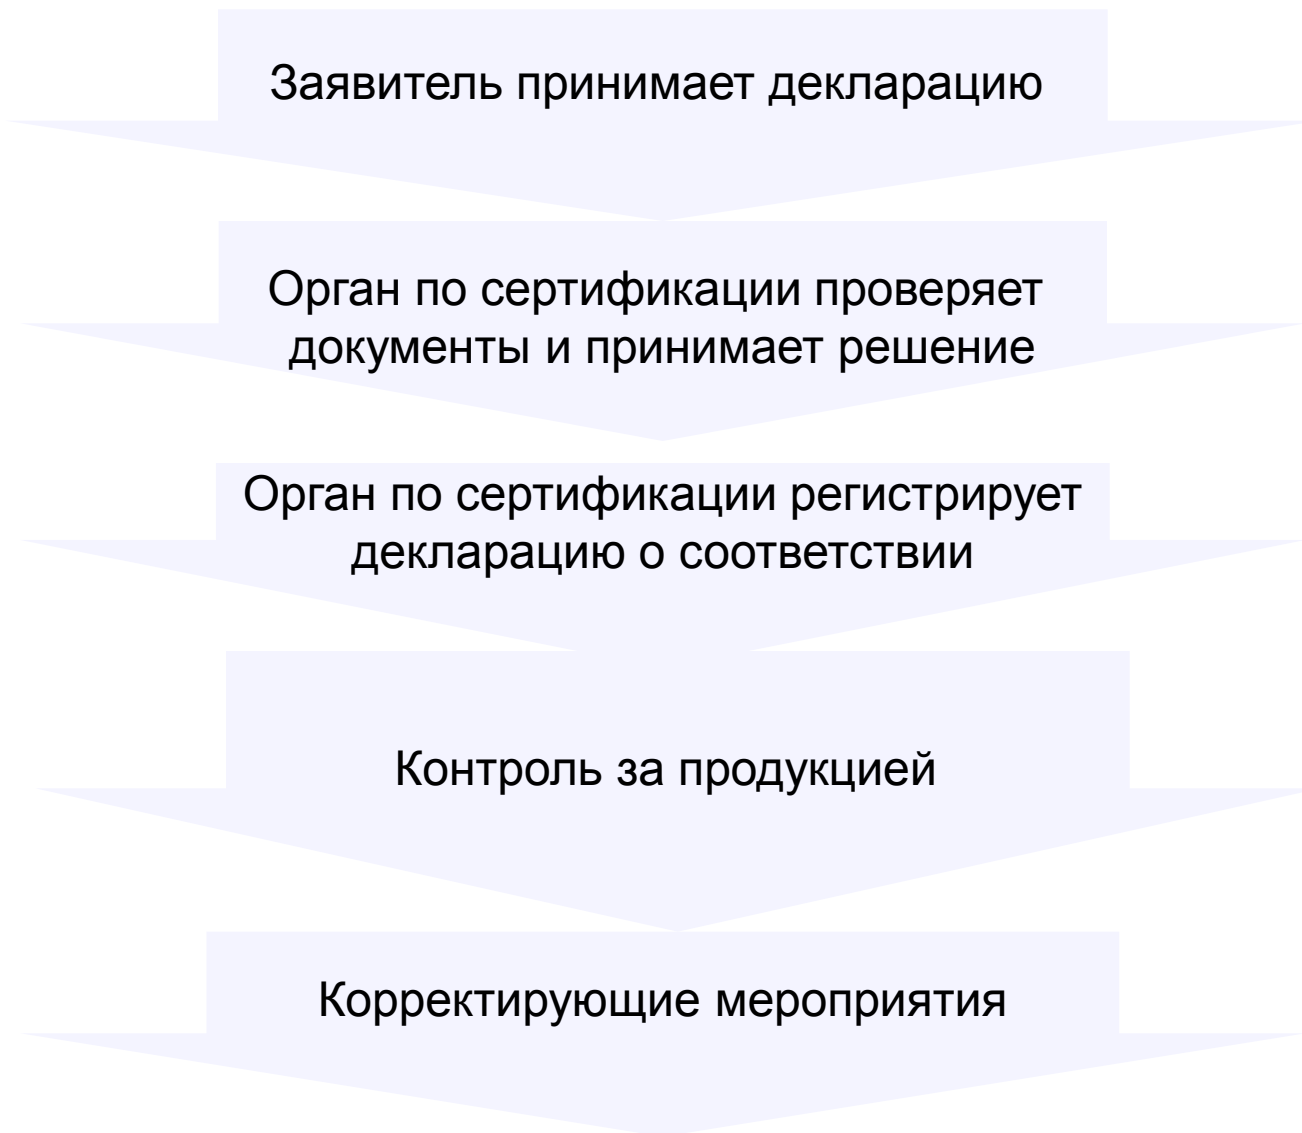 Заявитель принимает декларацию
Орган по сертификации проверяет
документы и принимает решение
Орган по сертификации регистрирует
декларацию о соответствии
Контроль за продукцией
Корректирующие мероприятия